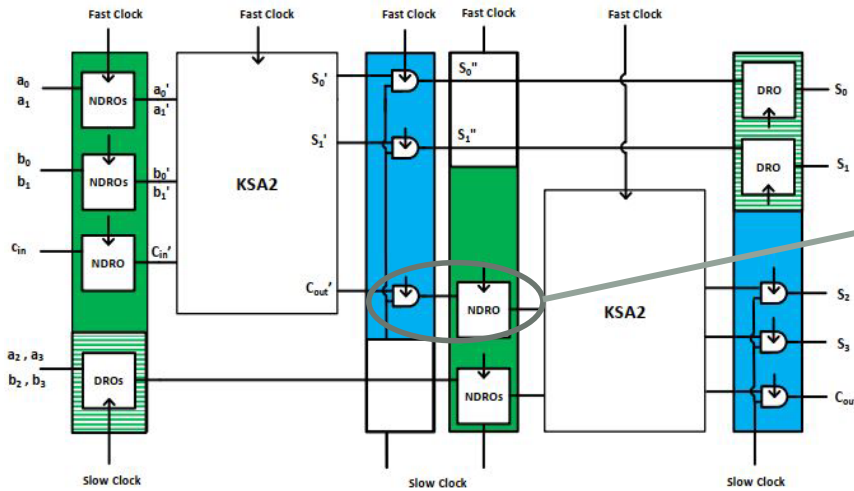 Fast Clock
Fast Clock
Fast Clock
Fast Clock
Fast Clock
a0
a1
NDROs
a0'
a1'
b0
b1
NDROs
b0'
b1'
cin
NDRO
Cin'
KSA2
S0'
S1'
Cout'
S0"
S1"
NDRO
a2 , a3
b2 , b3
DROs
NDROs
KSA2
DRO
S0
DRO
S1
S2
S3
Cou
Slow Clock
Slow Clock
Slow Clock